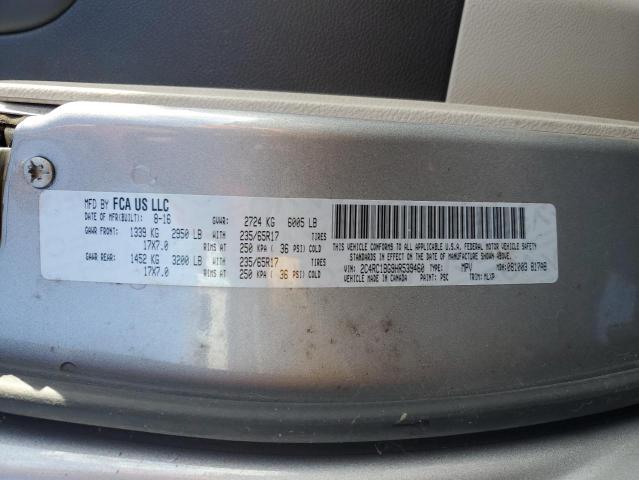 MFD BY FCA US LLC
DATE OF MFR(BUILT): 8-16 GVWR: 2724 KG 6005 LB
GAWR FRONT: 1339 KG 2950 LB WITH 235/65R17 TIRES
17X7.0 RIMS AT 250 KPA ( 36 PSI) COLD
GAWR REAR: 1452 KG 3200 LB WITH 235/65R17 TIRES
17X7.0 RIMS AT 250 KPA ( 36 PSI) COLD
THIS VEHICLE CONFORMS TO ALL APPLICABLE U.S.A. FEDERAL MOTOR VEHICLE SAFETY
STANDARDS IN EFFECT ON THE DATE OF MANUFACTURE SHOWN ABOVE.
VIN: 2C4RC1BG9HR539460 TYPE: MPV MDH: 081003 B17AB
VEHICLE MADE IN CANADA PAINT: PSC TRIM: MLXP